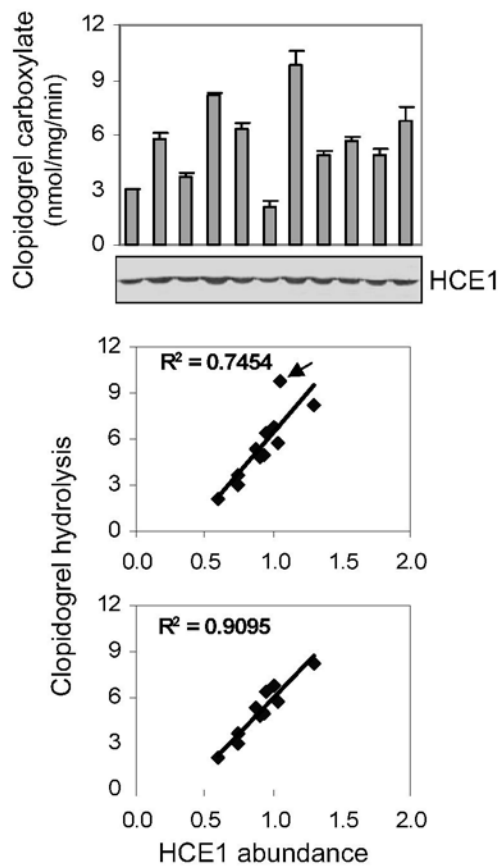 Clopidogrel carboxylate
(nmol/mg/min)
12
9
6
3
0
HCE1
R² = 0.7454
12
9
6
3
0
0.0 0.5 1.0 1.5 2.0
Clopidogrel hydrolysis
R² = 0.9095
12
9
6
3
0
0.0 0.5 1.0 1.5 2.0
HCE1 abundance